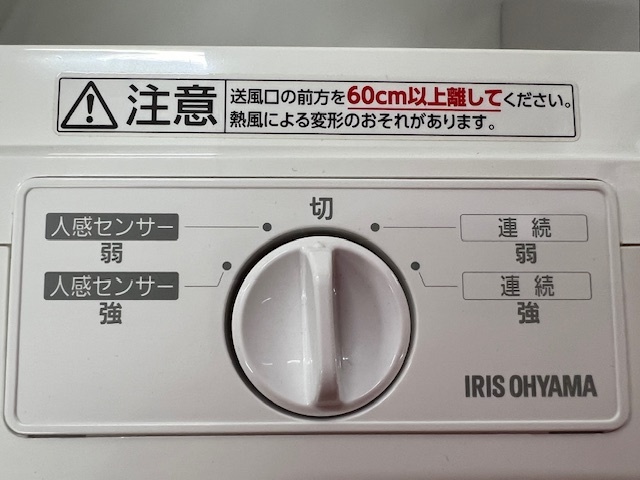 注意
送風口の前方を60cm以上離してください。
熱風による変形のおそれがあります。
切
人感センサー
弱
人感センサー
強
連続
弱
連続
強
IRIS OHYAMA